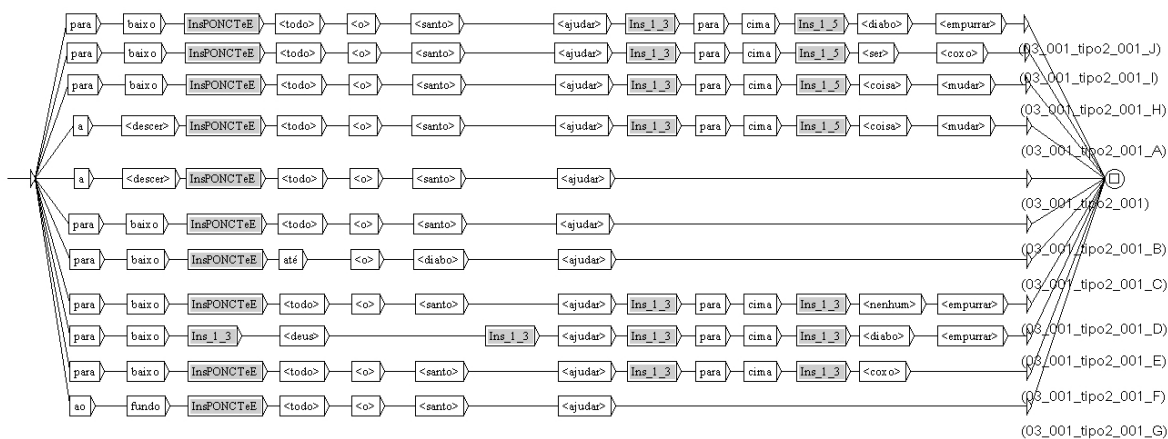 para baixo InsPONCTeE <todo> <o> <santo> <ajudar> Ins_1_3 para cima Ins_1_5 <diabo> <empurrar>
(03_001_tipo2_001_J)
para baixo InsPONCTeE <todo> <o> <santo> <ajudar> Ins_1_3 para cima Ins_1_5 <ser> <coxo>
(03_001_tipo2_001_I)
para baixo InsPONCTeE <todo> <o> <santo> <ajudar> Ins_1_3 para cima Ins_1_5 <coisa> <mudar>
(03_001_tipo2_001_H)
a <descer> InsPONCTeE <todo> <o> <santo> <ajudar> Ins_1_3 para cima Ins_1_5 <coisa> <mudar>
(03_001_tipo2_001_A)
a <descer> InsPONCTeE <todo> <o> <santo> <ajudar>
(03_001_tipo2_001)
para baixo InsPONCTeE <todo> <o> <santo> <ajudar>
(03_001_tipo2_001_B)
para baixo InsPONCTeE até <o> <diabo> <ajudar>
(03_001_tipo2_001_C)
para baixo InsPONCTeE <todo> <o> <santo> <ajudar> Ins_1_3 para cima Ins_1_3 <nenhum> <empurrar>
(03_001_tipo2_001_D)
para baixo Ins_1_3 <deus> Ins_1_3 <ajudar> Ins_1_3 para cima Ins_1_3 <diabo> <empurrar>
(03_001_tipo2_001_E)
para baixo InsPONCTeE <todo> <o> <santo> <ajudar> Ins_1_3 para cima Ins_1_3 <coxo>
(03_001_tipo2_001_F)
ao fundo InsPONCTeE <todo> <o> <santo> <ajudar>
(03_001_tipo2_001_G)